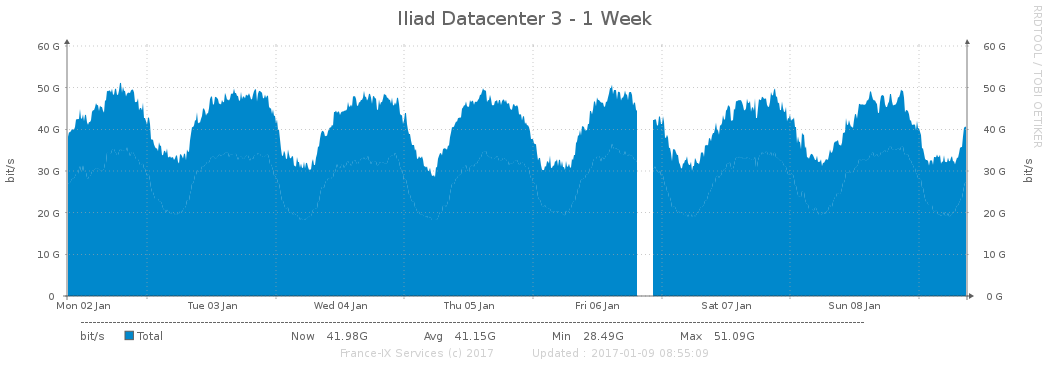 Iliad Datacenter 3 - 1 Week
RRDTOOL / TOBI OETIKER
60 G 60 G
50 G 50 G
40 G 40 G
30 G 30 G
20 G 20 G
10 G 10 G
0 0 G
bit/s bit/s
Mon 02 Jan Tue 03 Jan Wed 04 Jan Thu 05 Jan Fri 06 Jan Sat 07 Jan Sun 08 Jan
bit/s Total Now 41.98G Avg 41.15G Min 28.49G Max 51.09G
France-IX Services (c) 2017 Updated : 2017-01-09 08:55:09